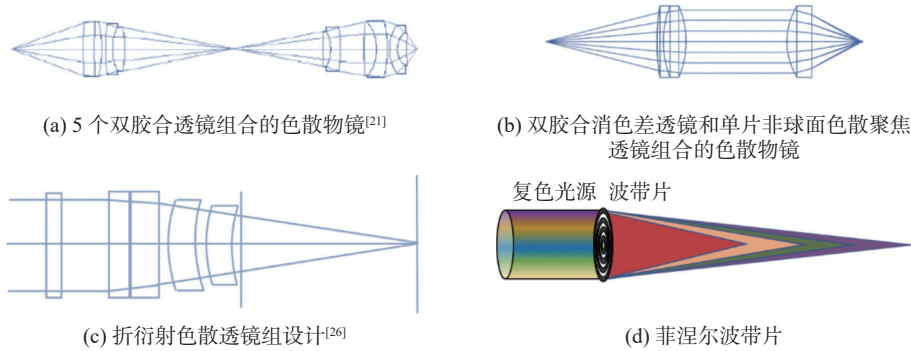 (a) 5 个双胶合透镜组合的色散物镜[21]
(b) 双胶合消色差透镜和单片非球面色散聚焦
透镜组合的色散物镜
复色光源 波带片
(c) 折衍射色散透镜组设计[26]
(d) 菲涅尔波带片